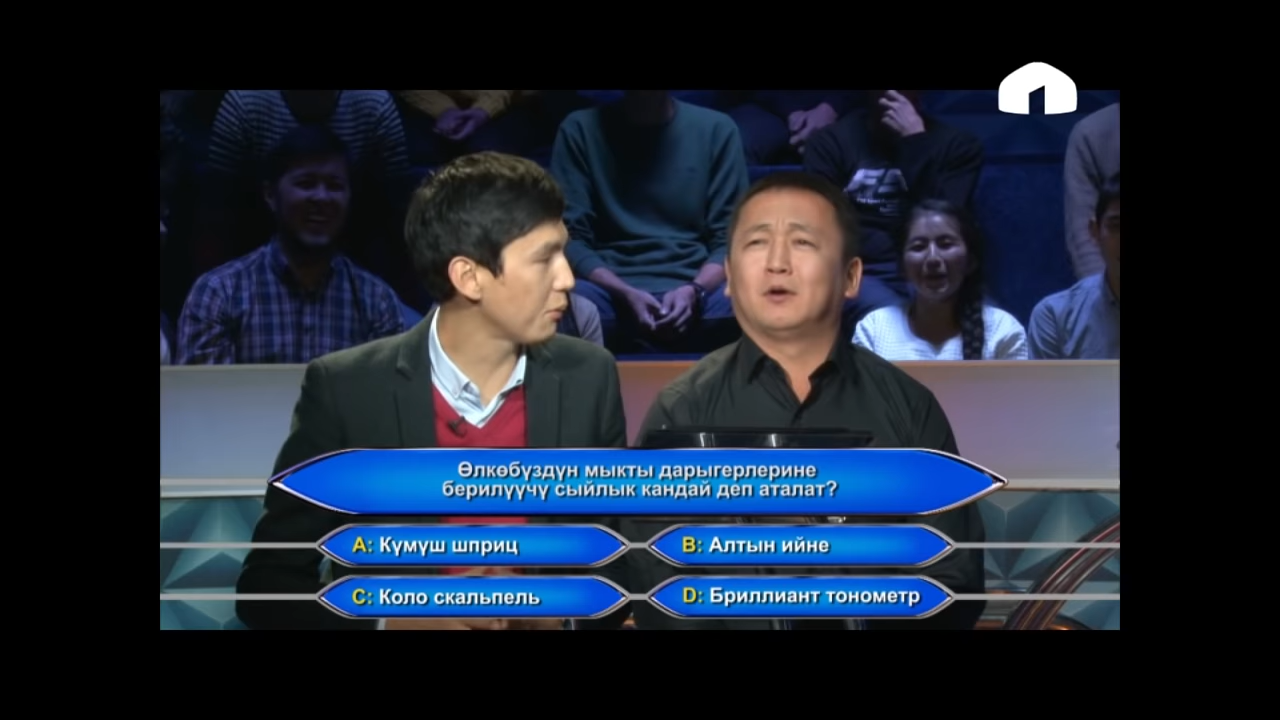 Өлкөбүздүн мыкты дарыгерлерине
берилүүчү сыйлык кандай деп аталат?
A: Күмүш шприц
B: Алтын ийне
C: Коло скальпель
D: Бриллиант тонометр